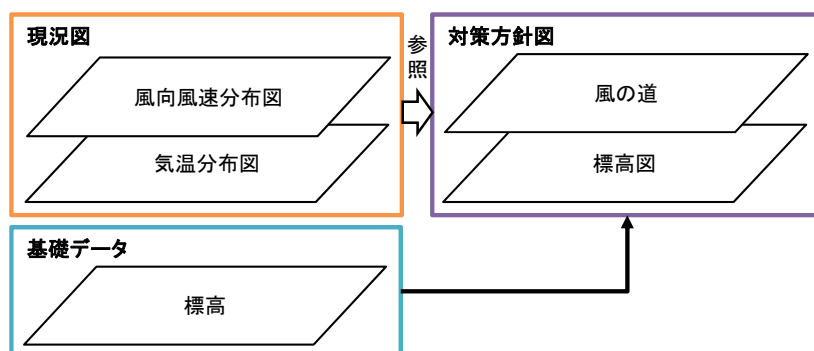 現況図
風向風速分布図
気温分布図
参照
対策方針図
風の道
標高図
基礎データ
標高